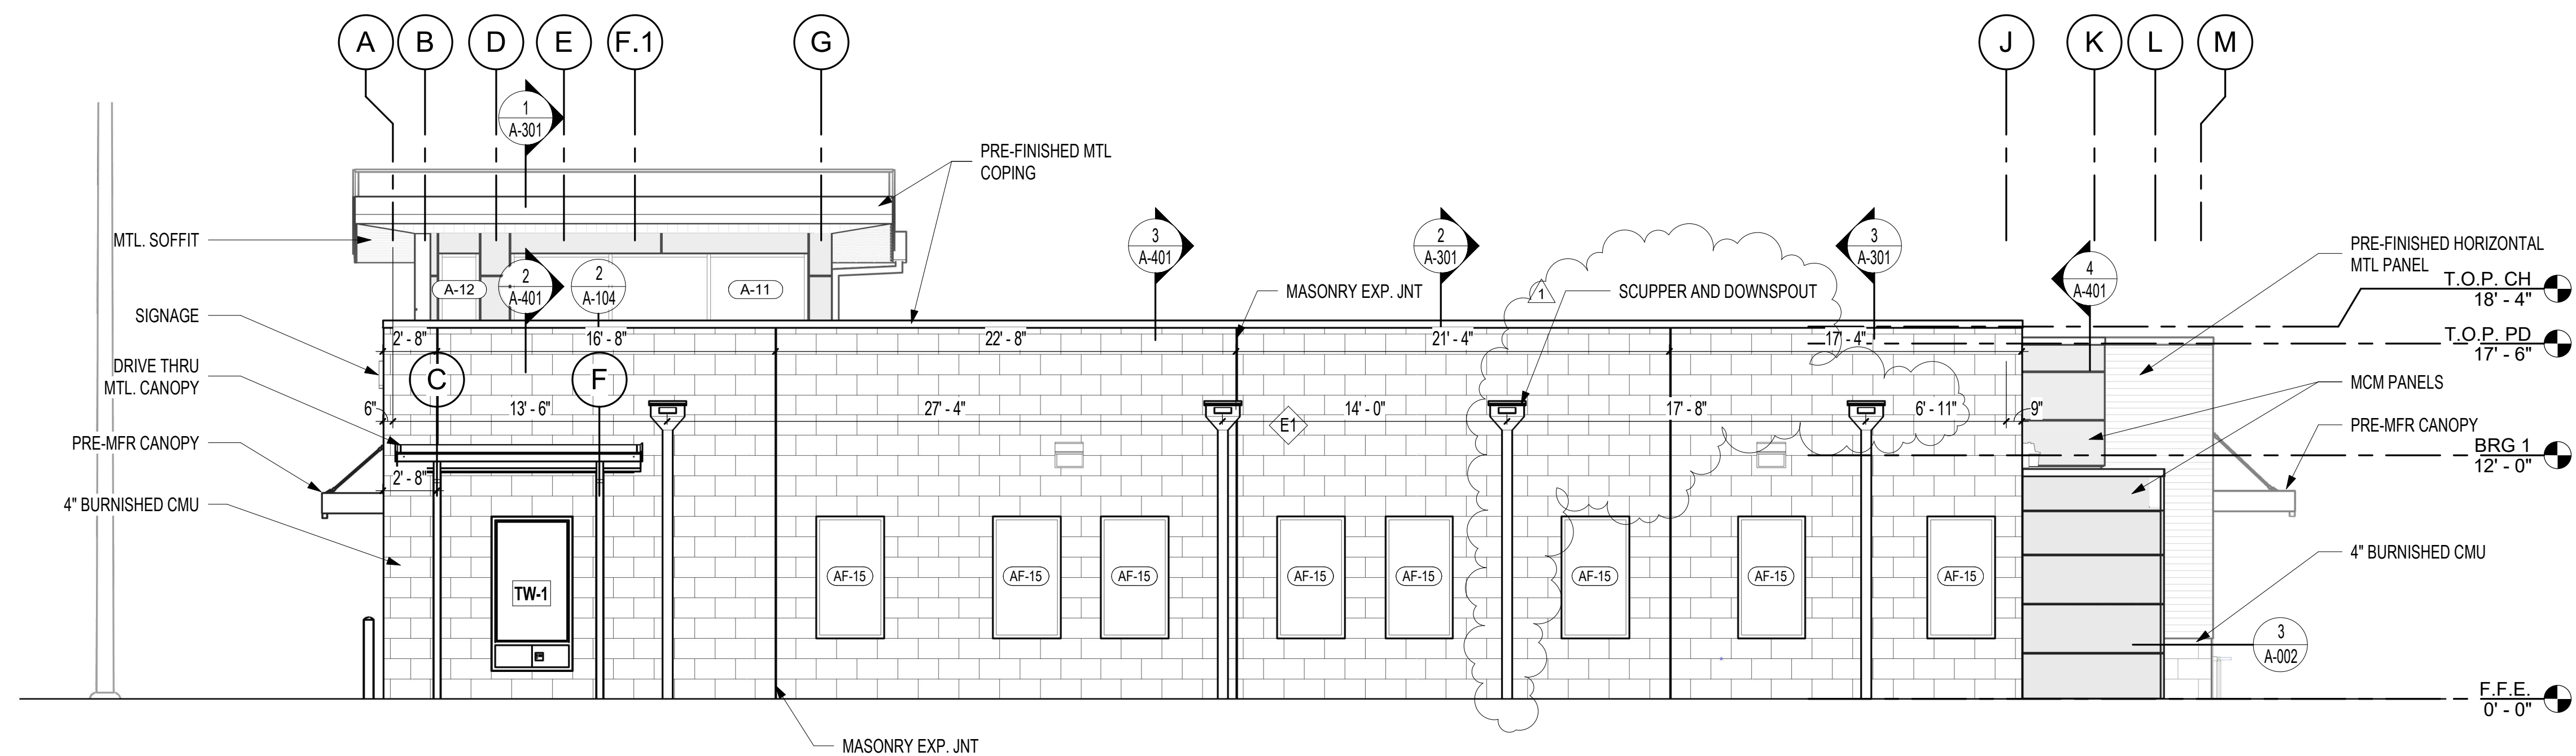 A
B
D
E
F.1
G
J
K
L
M
1
A-301
PRE-FINISHED MTL
COPING
MTL. SOFFIT
3
A-401
2
A-301
3
A-301
PRE-FINISHED HORIZONTAL
MTL PANEL
4
A-401
T.O.P. CH
18' - 4"
A-12
2
A-401
2
A-104
A-11
MASONRY EXP. JNT
1
SCUPPER AND DOWNSPOUT
SIGNAGE
2' - 8"
16' - 8"
22' - 8"
21' - 4"
17' - 4"
T.O.P. PD
17' - 6"
DRIVE THRU
MTL. CANOPY
C
F
MCM PANELS
6"
13' - 6"
27' - 4"
14' - 0"
17' - 8"
6' - 11"
9"
E1
PRE-MFR CANOPY
PRE-MFR CANOPY
BRG 1
12' - 0"
2' - 8"
4" BURNISHED CMU
4" BURNISHED CMU
TW-1
AF-15
AF-15
AF-15
AF-15
AF-15
AF-15
AF-15
AF-15
3
A-002
F.F.E.
0' - 0"
MASONRY EXP. JNT